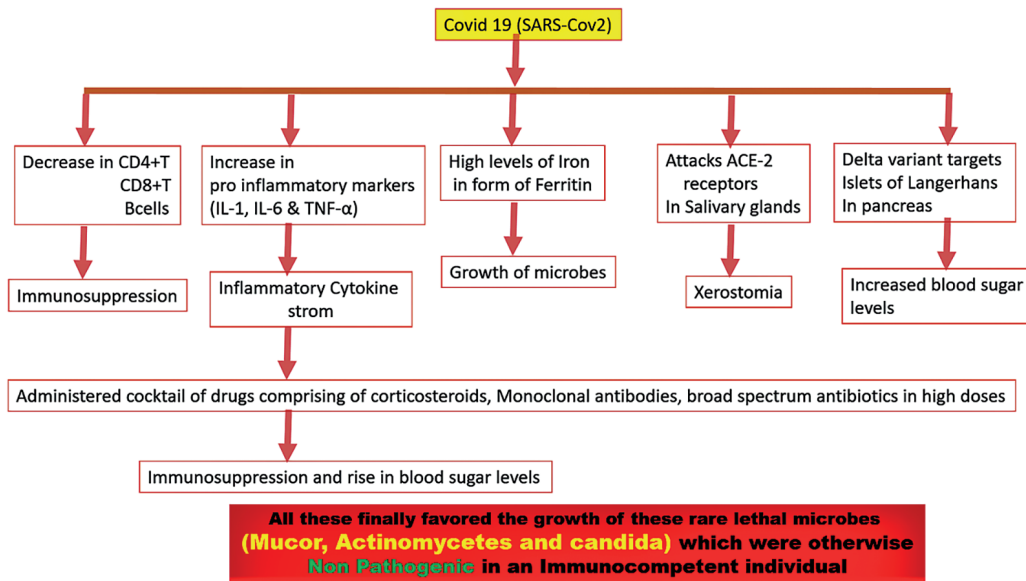 Covid 19 (SARS-Cov2)
Decrease in CD4+T
CD8+T
Bcells
Increase in
pro inflammatory markers
(IL-1, IL-6 & TNF-α)
High levels of Iron
in form of Ferritin
Attacks ACE-2
receptors
In Salivary glands
Delta variant targets
Islets of Langerhans
In pancreas
Immunosuppression
Inflammatory Cytokine
strom
Growth of microbes
Xerostomia
Increased blood sugar
levels
Administered cocktail of drugs comprising of corticosteroids, Monoclonal antibodies, broad spectrum antibiotics in high doses
Immunosuppression and rise in blood sugar levels
All these finally favored the growth of these rare lethal microbes
(Mucor, Actinomycetes and candida) which were otherwise
Non Pathogenic in an Immunocompetent individual